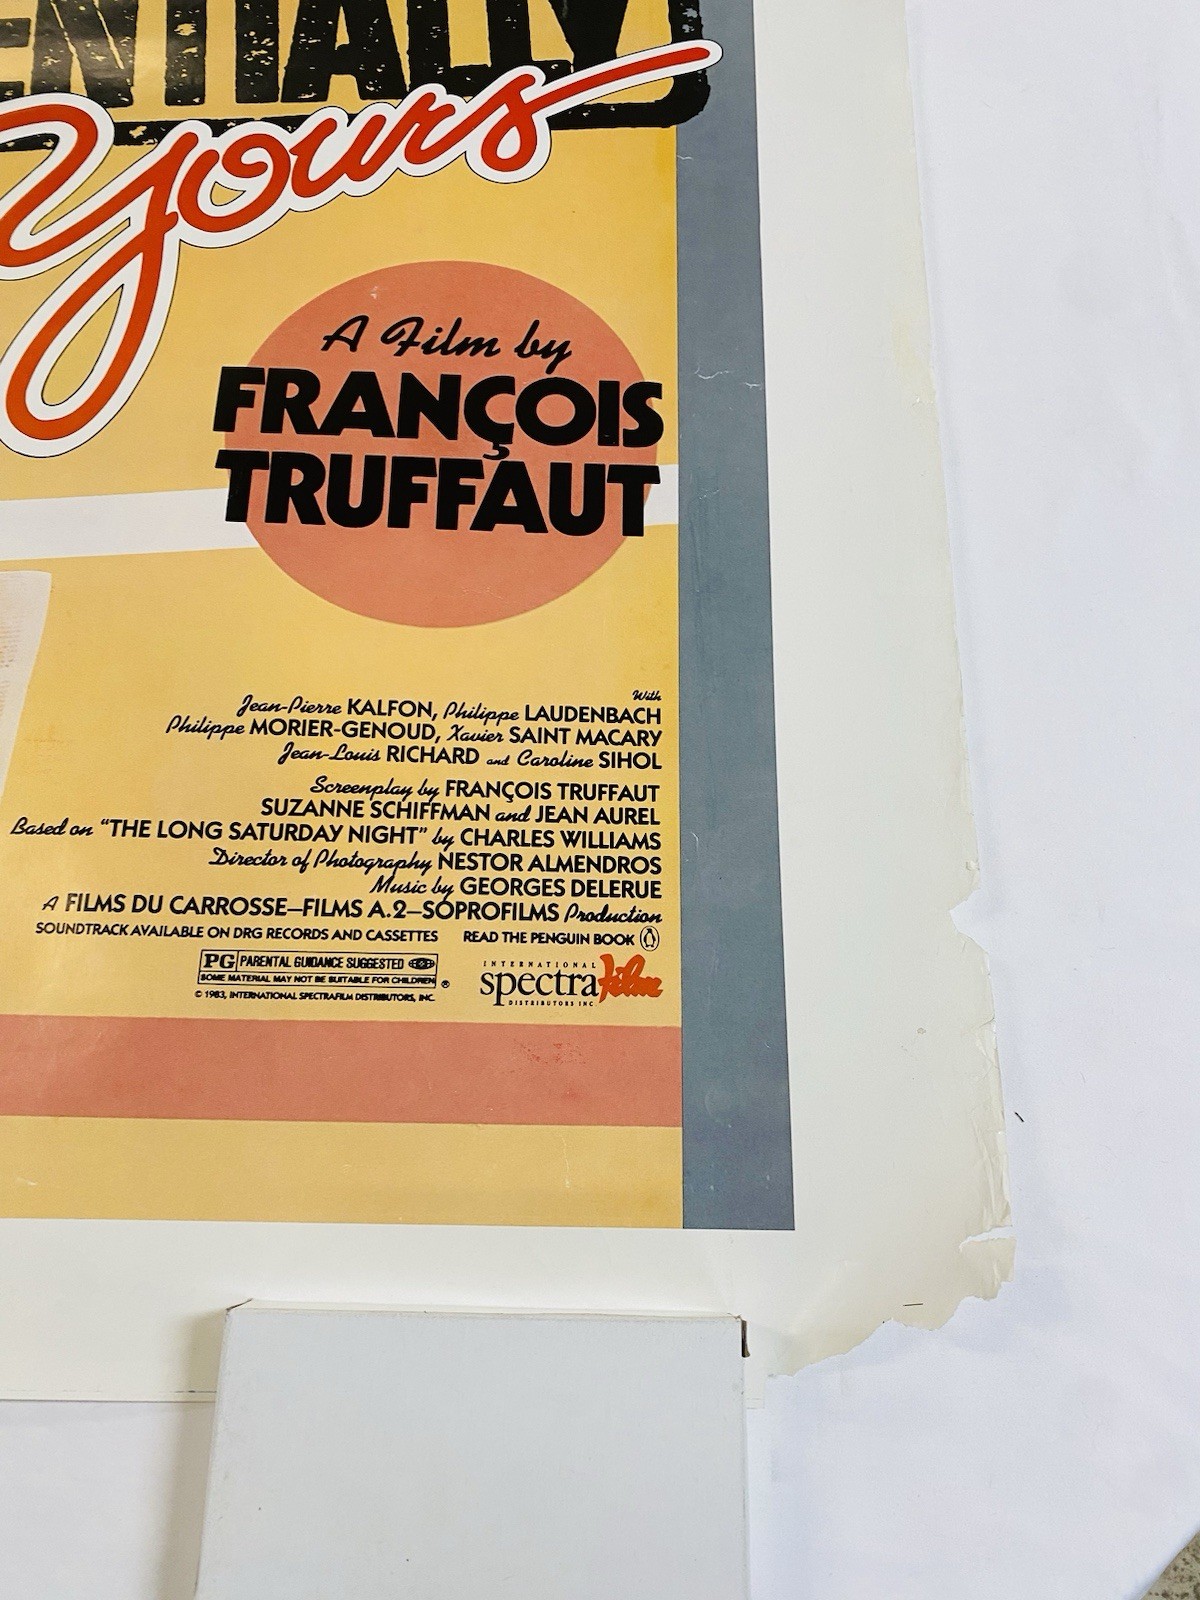 ENTIALLY
Yours
A Film by
FRANÇOIS
TRUFFAUT
With
Jean-Pierre KALFON, Philippe LAUDENBACH
Philippe MORIER-GENOUD, Xavier SAINT MACARY
Jean-Louis RICHARD and Caroline SIHOL
Screenplay by FRANÇOIS TRUFFAUT
SUZANNE SCHIFFMAN and JEAN AUREL
Based on "THE LONG SATURDAY NIGHT" by CHARLES WILLIAMS
Director of Photography NESTOR ALMENDROS
Music by GEORGES DELERUE
A FILMS DU CARROSSE—FILMS A.2—SOPROFILMS Production
SOUNDTRACK AVAILABLE ON DRG RECORDS AND CASSETTES READ THE PENGUIN BOOK
PG PARENTAL GUIDANCE SUGGESTED
SOME MATERIAL MAY NOT BE SUITABLE FOR CHILDREN ®
© 1983, INTERNATIONAL SPECTRAFILM DISTRIBUTORS, INC.
INTERNATIONAL
spectrafilm
DISTRIBUTORS INC.